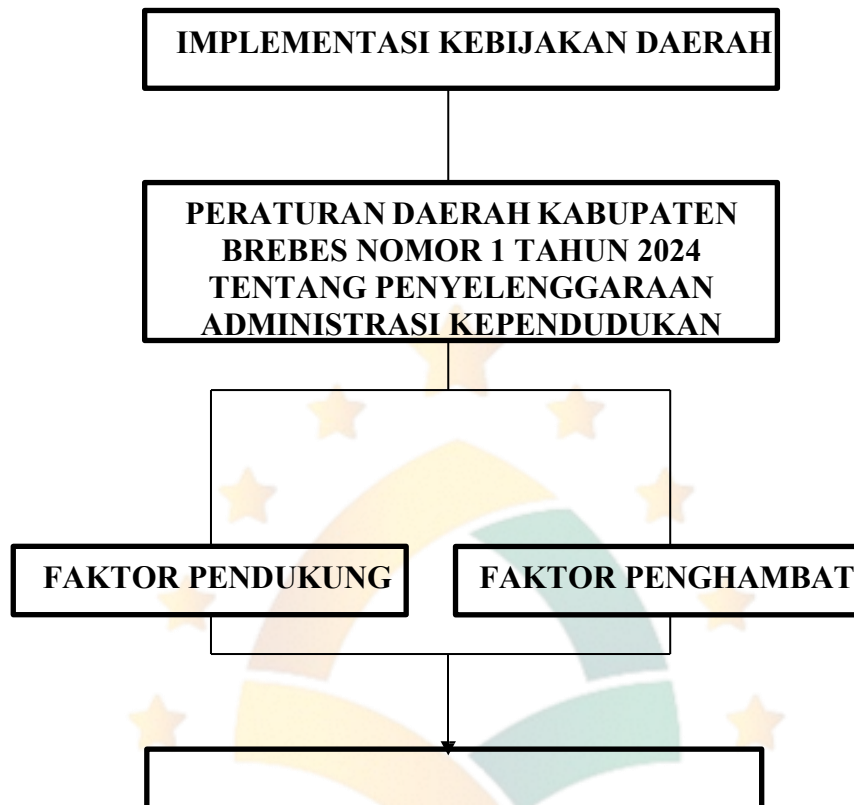 IMPLEMENTASI KEBIJAKAN DAERAH
PERATURAN DAERAH KABUPATEN
BREBES NOMOR 1 TAHUN 2024
TENTANG PENYELENGGARAAN
ADMINISTRASI KEPENDUDUKAN
FAKTOR PENDUKUNG
FAKTOR PENGHAMBAT